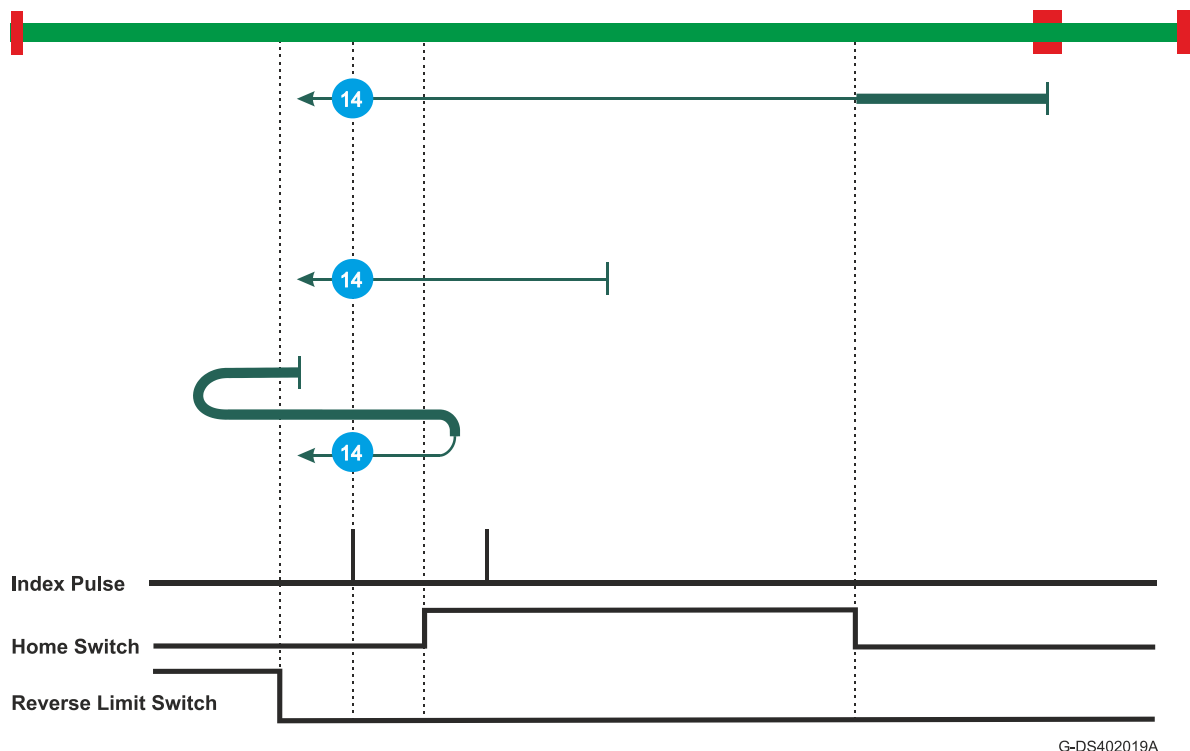 14
14
14
Index Pulse
Home Switch
Reverse Limit Switch
G-DS402019A